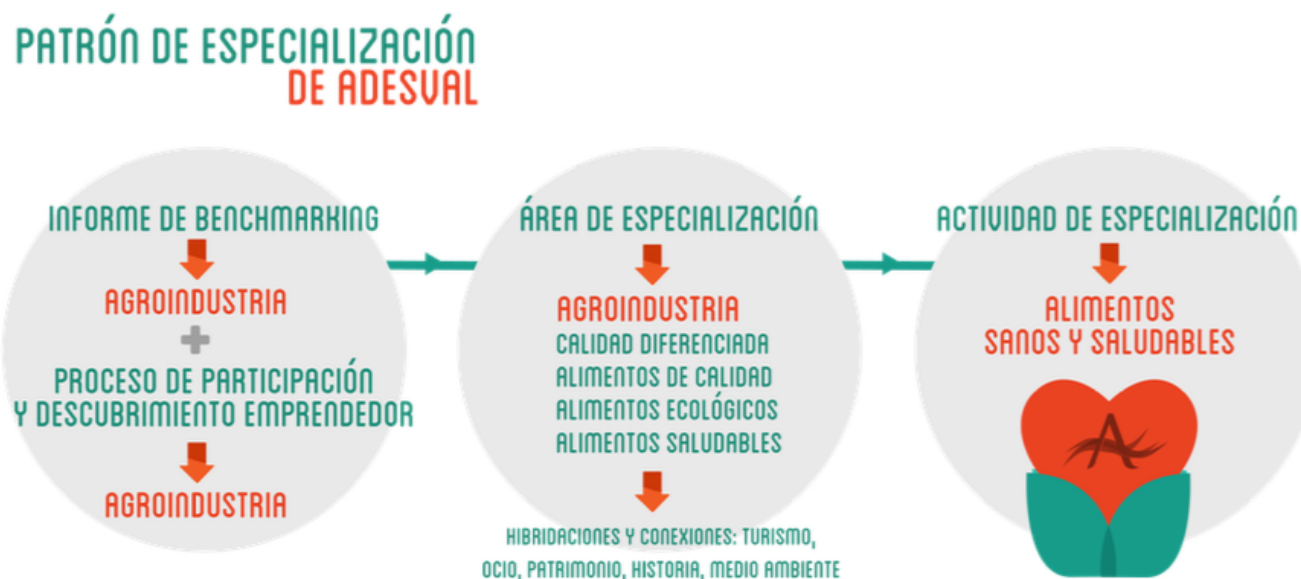 PATRÓN DE ESPECIALIZACIÓN
DE ADESVAL
INFORME DE BENCHMARKING
AGROINDUSTRIA
+
PROCESO DE PARTICIPACIÓN
Y DESCUBRIMIENTO EMPRENDEDOR
AGROINDUSTRIA
ÁREA DE ESPECIALIZACIÓN
AGROINDUSTRIA
CALIDAD DIFERENCIADA
ALIMENTOS DE CALIDAD
ALIMENTOS ECOLÓGICOS
ALIMENTOS SALUDABLES
HIBRIDACIONES Y CONEXIONES: TURISMO,
OCIO, PATRIMONIO, HISTORIA, MEDIO AMBIENTE
ACTIVIDAD DE ESPECIALIZACIÓN
ALIMENTOS
SANOS Y SALUDABLES
A